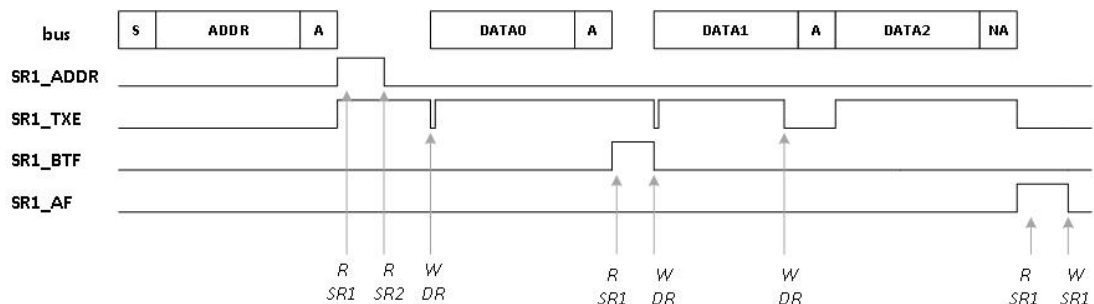 bus S ADDR A DATA0 A DATA1 A DATA2 NA
SR1_ADDR
SR1_TXE
SR1_BTF
SR1_AF
R R W R W W R W
SR1 SR2 DR SR1 DR DR SR1 SR1